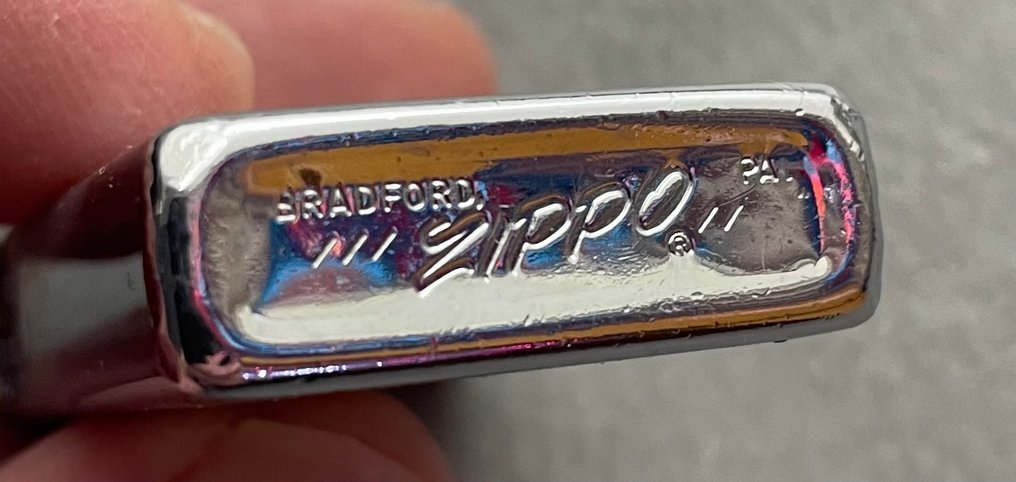 BRADFORD, PA.
/// ZIPPO ® //